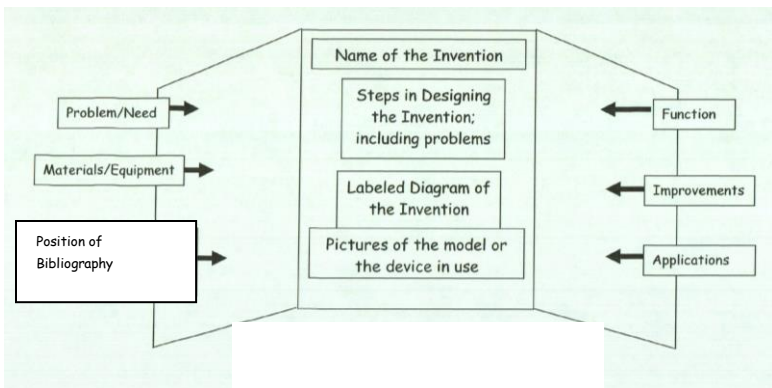 Name of the Invention
Steps in Designing
the Invention;
including problems
Labeled Diagram of
the Invention
Pictures of the model or
the device in use
Problem/Need
Materials/Equipment
Position of
Bibliography
Function
Improvements
Applications